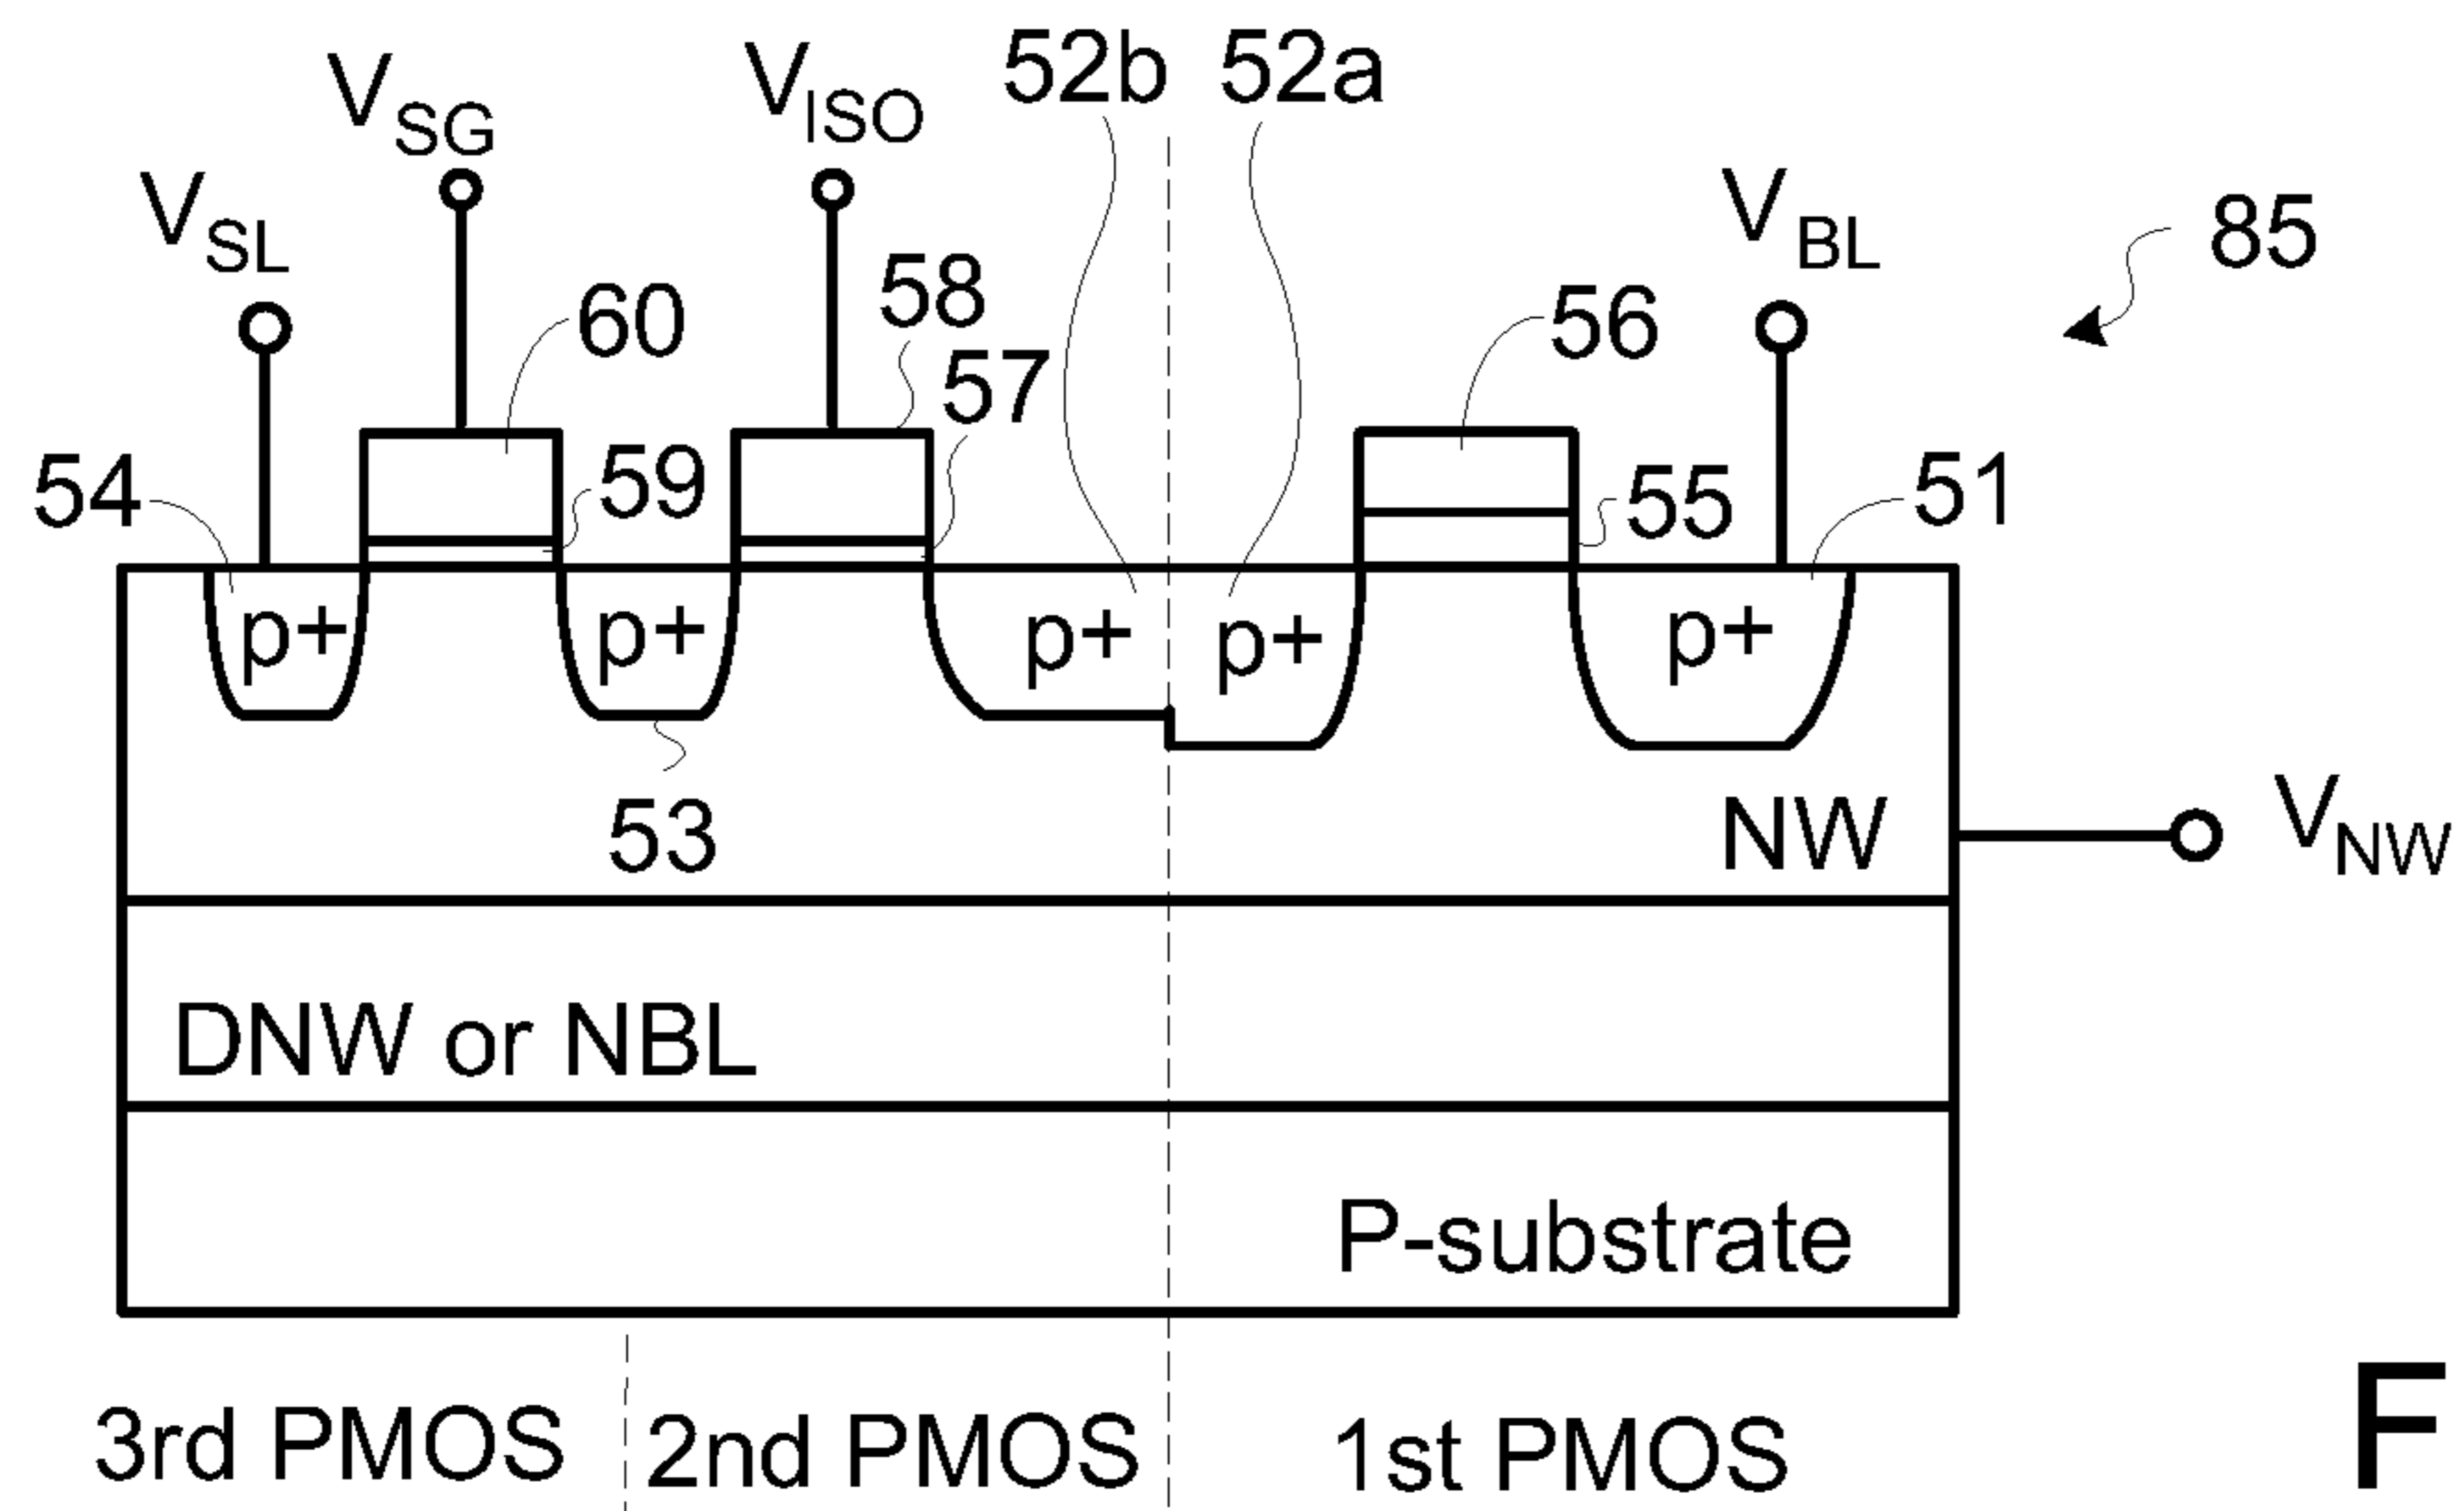 52b 52a
V_SG V_ISO
V_SL V_BL 85
60 58 56
57
54 59 55 51
p+ p+ p+ p+ p+
53 NW V_NW
DNW or NBL
P-substrate
3rd PMOS 2nd PMOS 1st PMOS
F